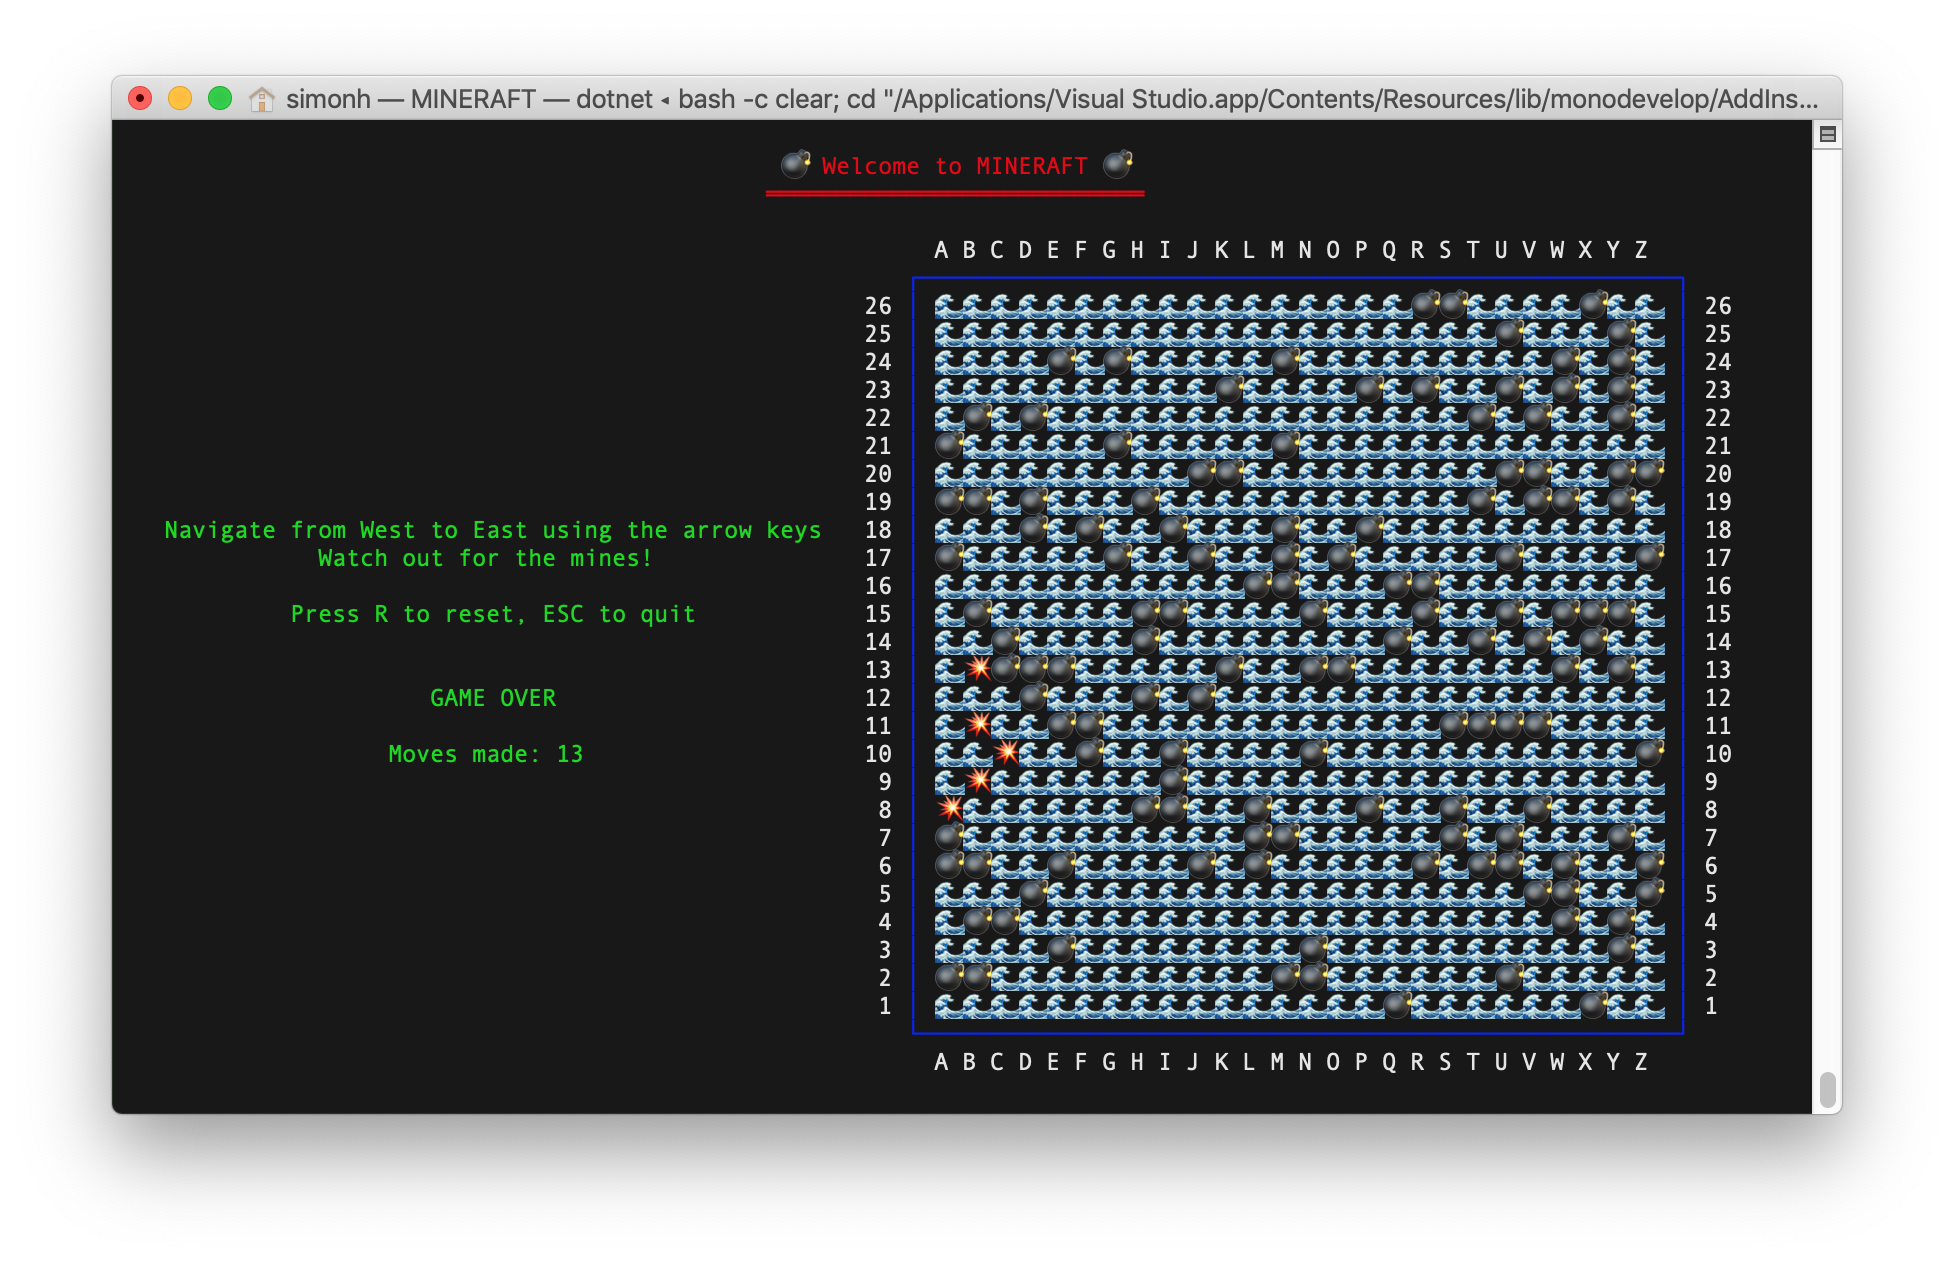 simonh — MINERAFT — dotnet ◂ bash -c clear; cd "/Applications/Visual Studio.app/Contents/Resources/lib/monodevelop/AddIns...
Welcome to MINERAFT
A B C D E F G H I J K L M N O P Q R S T U V W X Y Z
26 26
25 25
24 24
23 23
22 22
21 21
20 20
19 19
Navigate from West to East using the arrow keys 18 18
Watch out for the mines! 17 17
16 16
Press R to reset, ESC to quit 15 15
14 14
13 13
GAME OVER 12 12
11 11
Moves made: 13 10 10
9 9
8 8
7 7
6 6
5 5
4 4
3 3
2 2
1 1
A B C D E F G H I J K L M N O P Q R S T U V W X Y Z